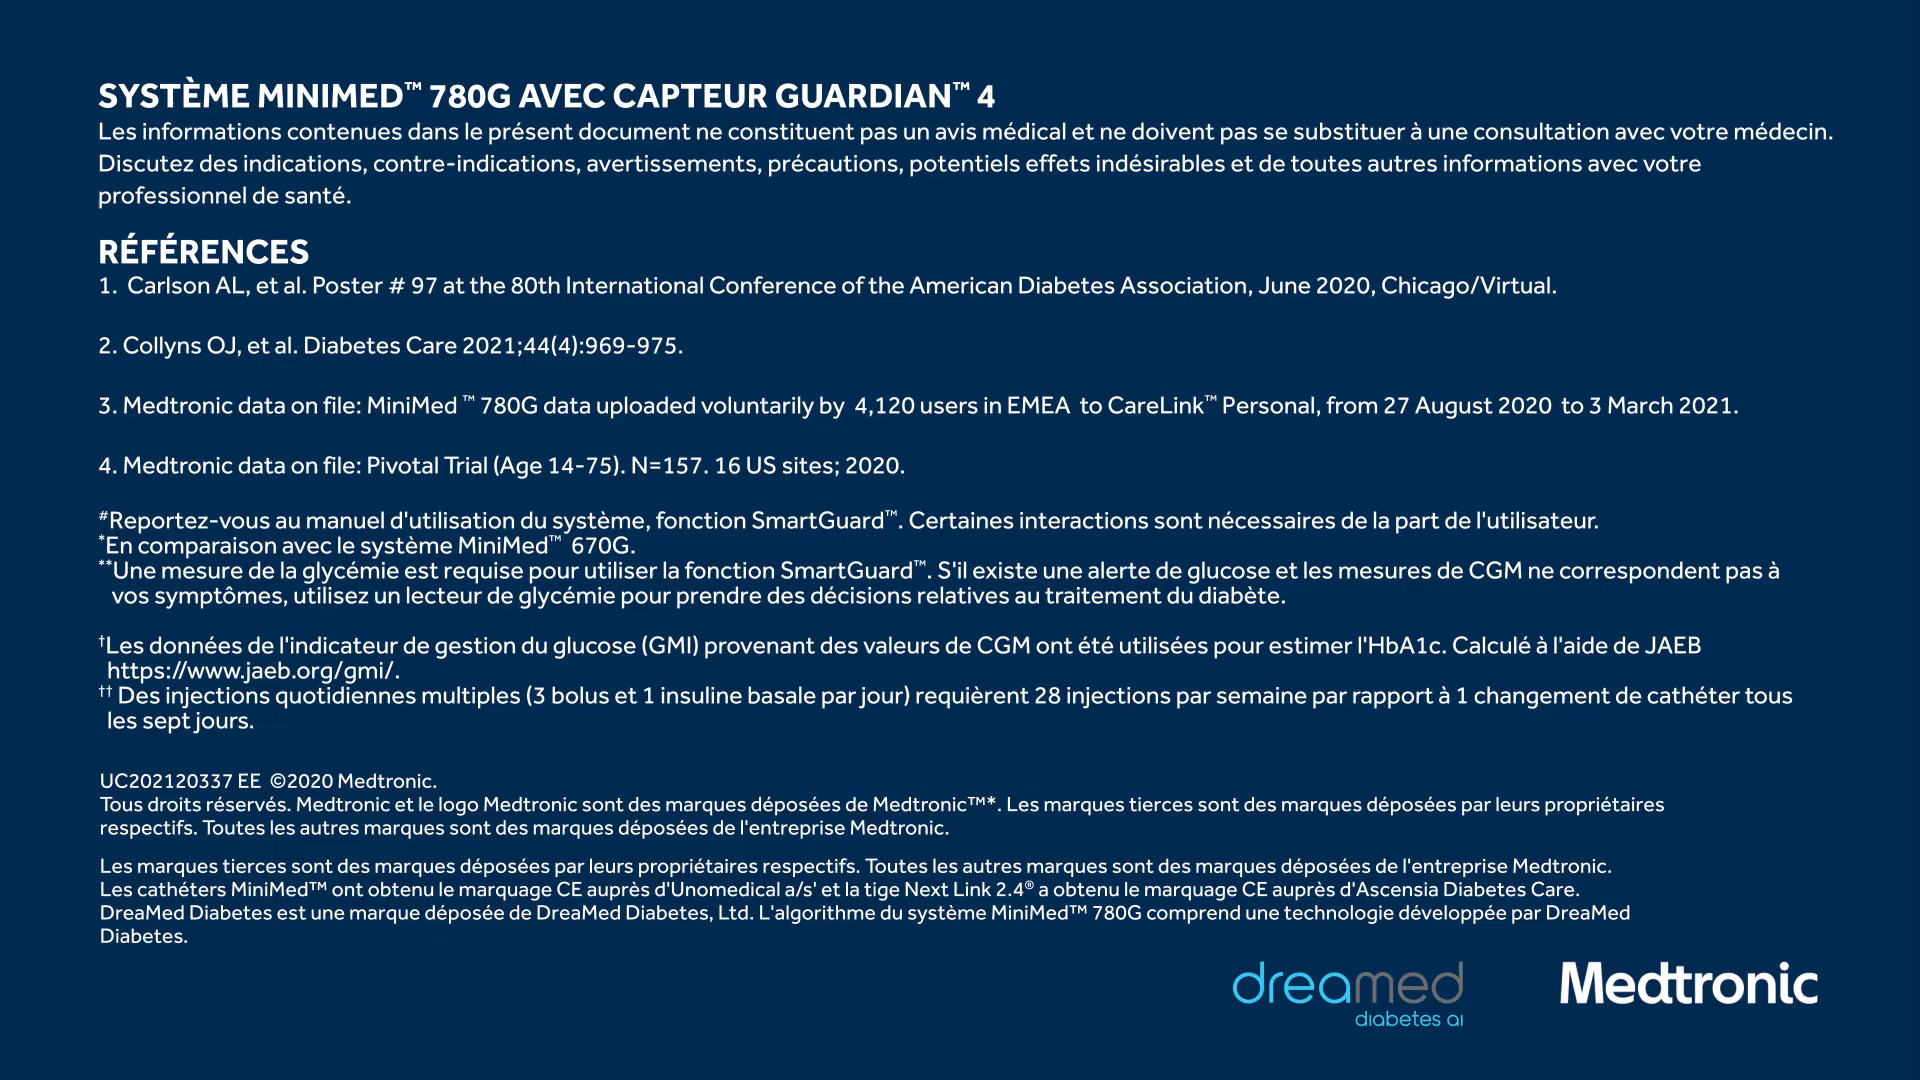 SYSTÈME MINIMED™ 780G AVEC CAPTEUR GUARDIAN™ 4
Les informations contenues dans le présent document ne constituent pas un avis médical et ne doivent pas se substituer à une consultation avec votre médecin.
Discutez des indications, contre-indications, avertissements, précautions, potentiels effets indésirables et de toutes autres informations avec votre
professionnel de santé.
RÉFÉRENCES
1. Carlson AL, et al. Poster # 97 at the 80th International Conference of the American Diabetes Association, June 2020, Chicago/Virtual.
2. Collyns OJ, et al. Diabetes Care 2021;44(4):969-975.
3. Medtronic data on file: MiniMed ™ 780G data uploaded voluntarily by 4,120 users in EMEA to CareLink™ Personal, from 27 August 2020 to 3 March 2021.
4. Medtronic data on file: Pivotal Trial (Age 14-75). N=157. 16 US sites; 2020.
#Reportez-vous au manuel d'utilisation du système, fonction SmartGuard™. Certaines interactions sont nécessaires de la part de l'utilisateur.
*En comparaison avec le système MiniMed™ 670G.
**Une mesure de la glycémie est requise pour utiliser la fonction SmartGuard™. S'il existe une alerte de glucose et les mesures de CGM ne correspondent pas à
vos symptômes, utilisez un lecteur de glycémie pour prendre des décisions relatives au traitement du diabète.
†Les données de l'indicateur de gestion du glucose (GMI) provenant des valeurs de CGM ont été utilisées pour estimer l'HbA1c. Calculé à l'aide de JAEB
https://www.jaeb.org/gmi/.
†† Des injections quotidiennes multiples (3 bolus et 1 insuline basale par jour) requièrent 28 injections par semaine par rapport à 1 changement de cathéter tous
les sept jours.
UC202120337 EE ©2020 Medtronic.
Tous droits réservés. Medtronic et le logo Medtronic sont des marques déposées de Medtronic™*. Les marques tierces sont des marques déposées par leurs propriétaires
respectifs. Toutes les autres marques sont des marques déposées de l'entreprise Medtronic.
Les marques tierces sont des marques déposées par leurs propriétaires respectifs. Toutes les autres marques sont des marques déposées de l'entreprise Medtronic.
Les cathéters MiniMed™ ont obtenu le marquage CE auprès d'Unomedical a/s' et la tige Next Link 2.4® a obtenu le marquage CE auprès d'Ascensia Diabetes Care.
DreaMed Diabetes est une marque déposée de DreaMed Diabetes, Ltd. L'algorithme du système MiniMed™ 780G comprend une technologie développée par DreaMed
Diabetes.
dreamed
diabetes ai
Medtronic